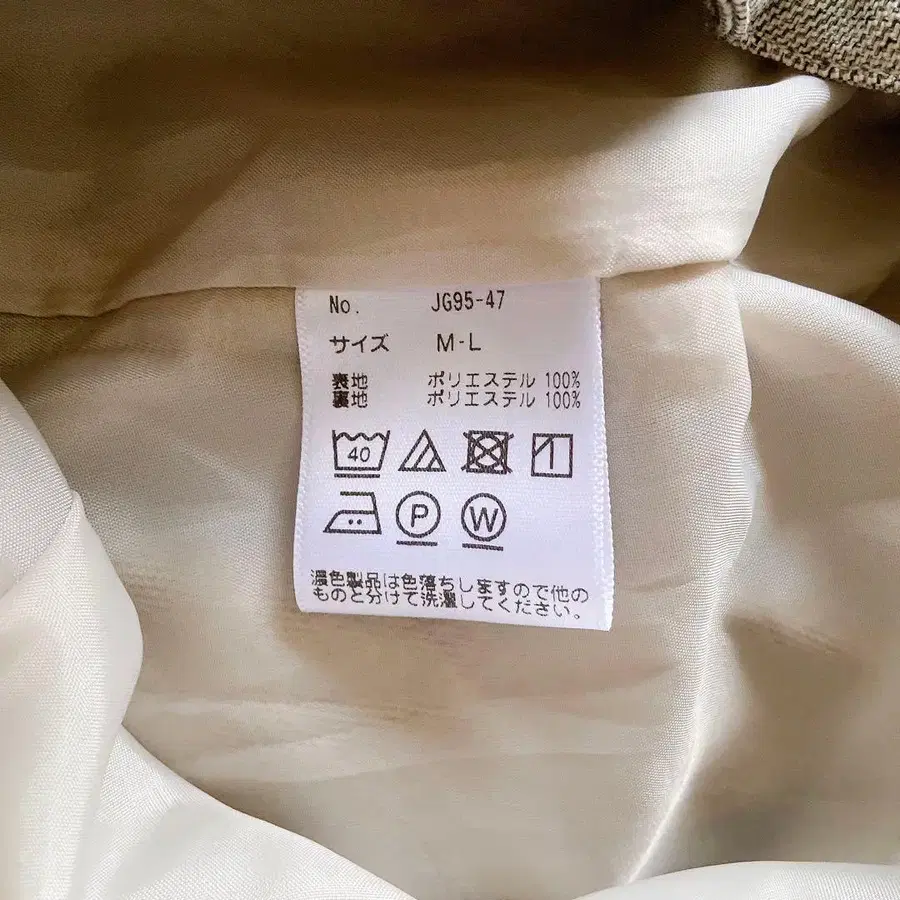 No. JG95-47
サイズ M-L
表地 ポリエステル 100%
裏地 ポリエステル 100%
40
P W
濃色製品は色落ちしますので他の
ものと分けて洗濯してください。